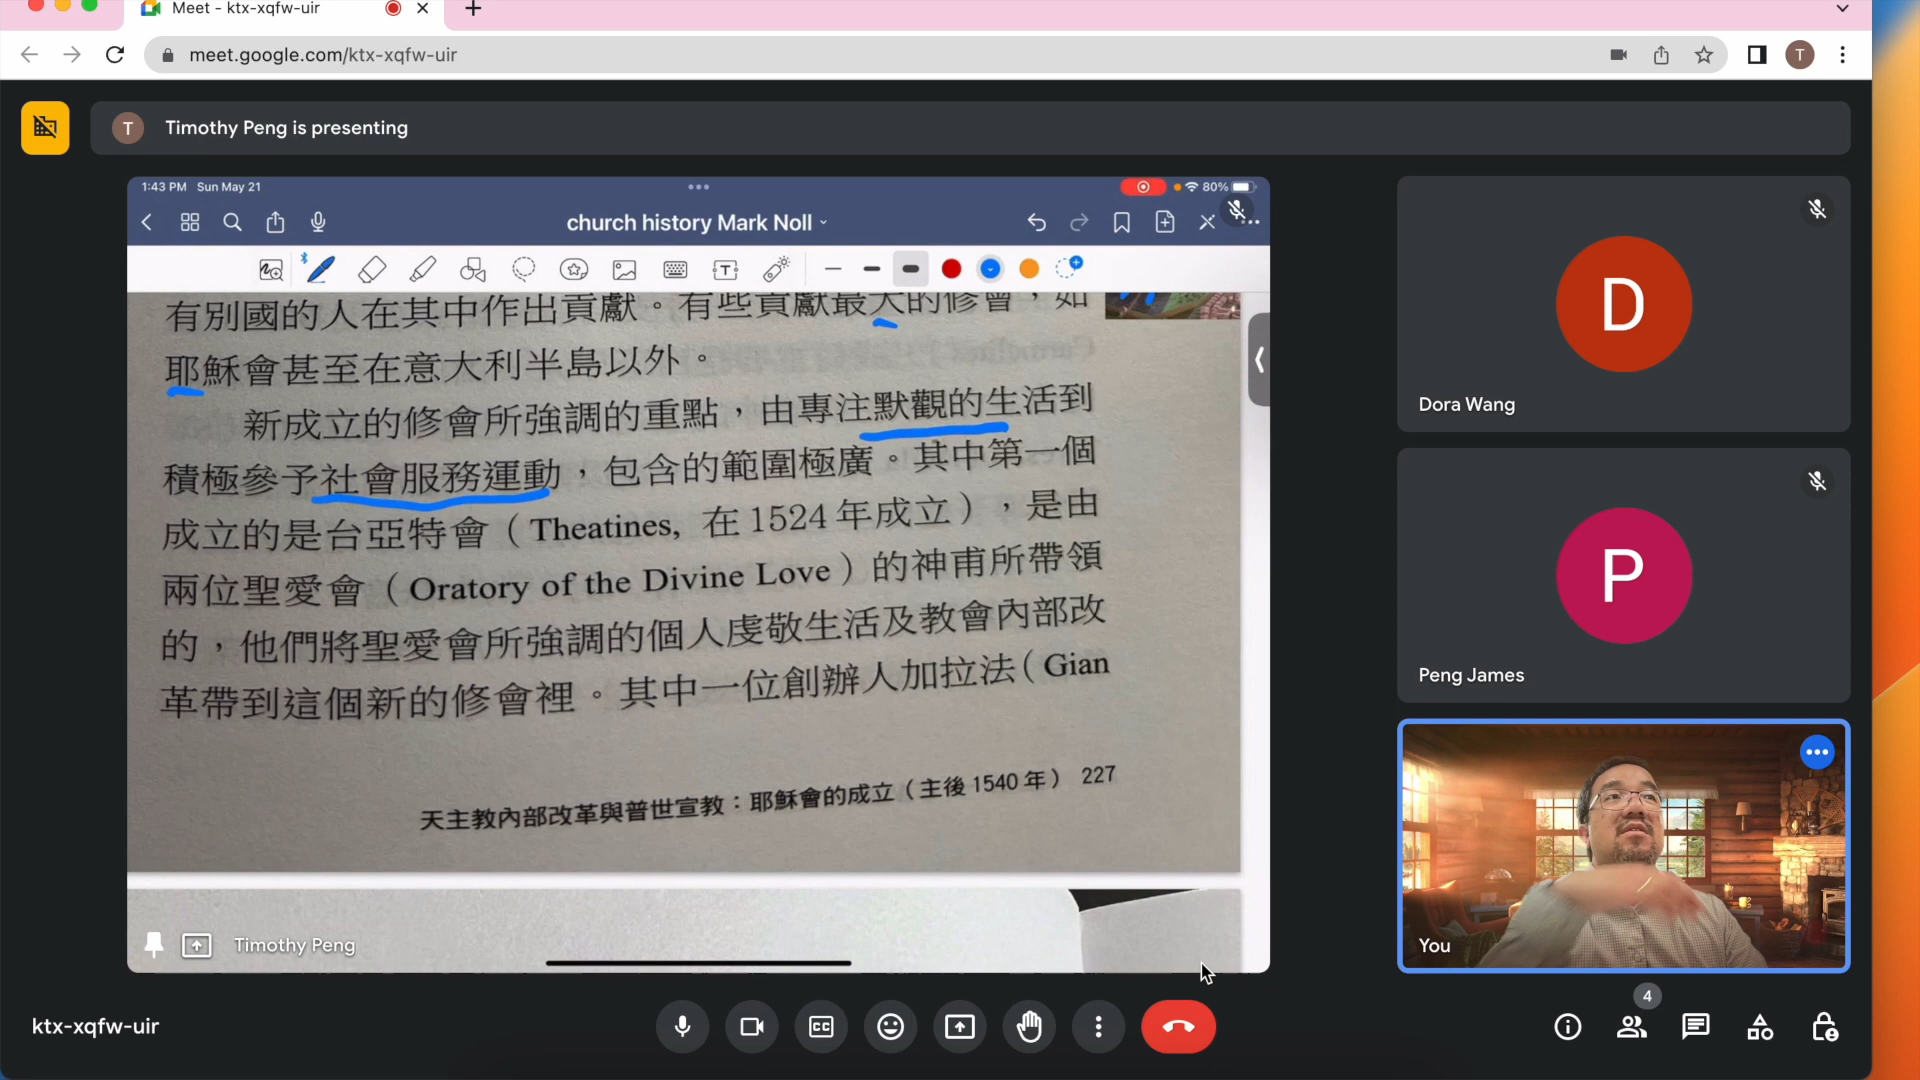 Meet - ktx-xqfw-uir
meet.google.com/ktx-xqfw-uir
T
T
Timothy Peng is presenting
1:43 PM Sun May 21
80%
church history Mark Noll
有別國的人在其中作出貢獻。有些貢獻最大的修會，如
耶穌會甚至在意大利半島以外。
新成立的修會所強調的重點，由專注默觀的生活到
積極參予社會服務運動，包含的範圍極廣。其中第一個
成立的是台亞特會（Theatines, 在1524年成立），是由
兩位聖愛會（Oratory of the Divine Love）的神甫所帶領
的，他們將聖愛會所強調的個人虔敬生活及教會內部改
革帶到這個新的修會裡。其中一位創辦人加拉法（Gian
天主教內部改革與普世宣教：耶穌會的成立（主後1540年） 227
Timothy Peng
D
Dora Wang
P
Peng James
You
ktx-xqfw-uir
4